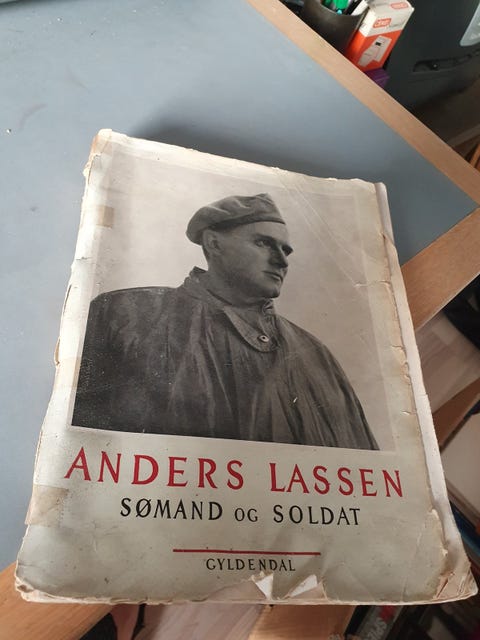 ANDERS LASSEN
SØMAND OG SOLDAT
GYLDENDAL